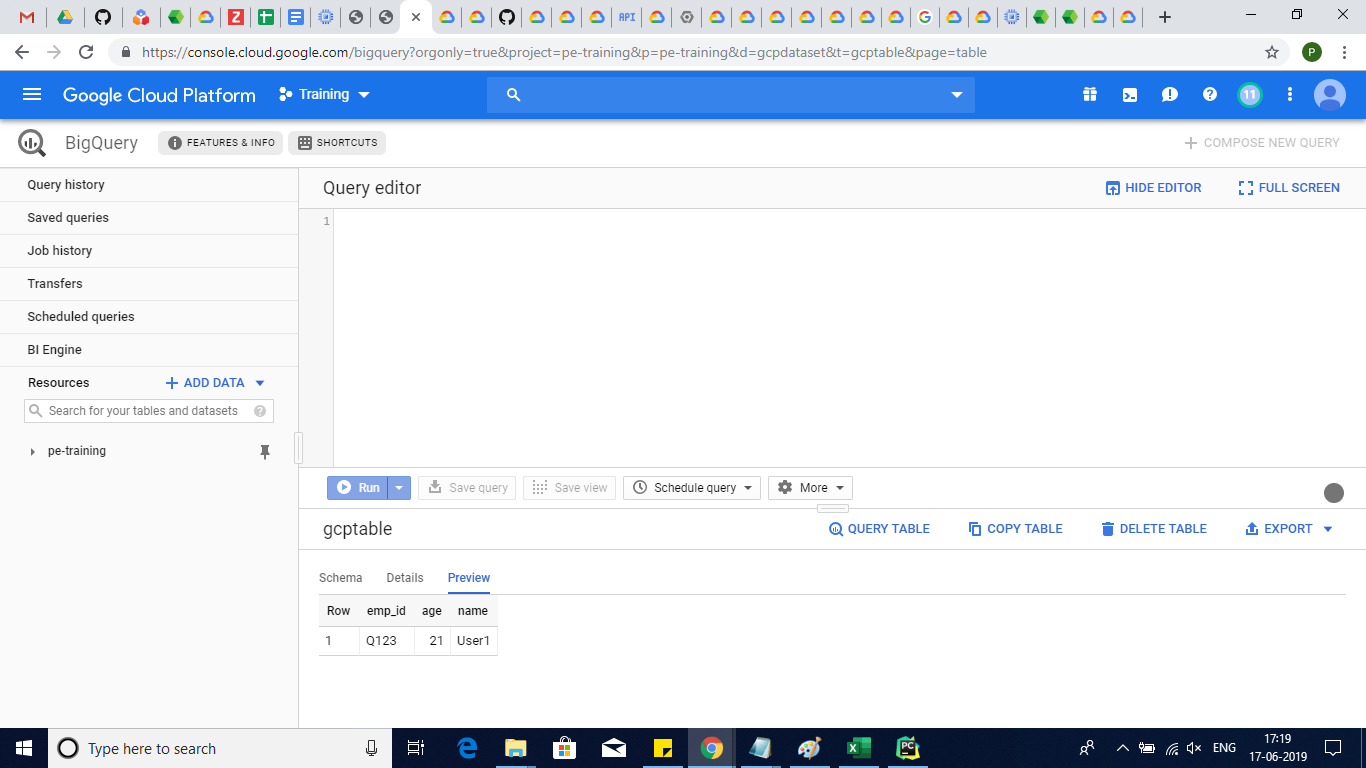 API
https://console.cloud.google.com/bigquery?orgonly=true&project=pe-training&p=pe-training&d=gcpdataset&t=gcptable&page=table
P
Google Cloud Platform
Training
11
BigQuery
FEATURES & INFO
SHORTCUTS
COMPOSE NEW QUERY
Query history
Saved queries
Job history
Transfers
Scheduled queries
BI Engine
Resources
ADD DATA
Search for your tables and datasets
pe-training
Query editor
HIDE EDITOR
FULL SCREEN
1
Run
Save query
Save view
Schedule query
More
gcptable
QUERY TABLE
COPY TABLE
DELETE TABLE
EXPORT
Schema Details Preview
Row emp_id age name
1 Q123 21 User1
Type here to search
PC
ENG
17:19
17-06-2019